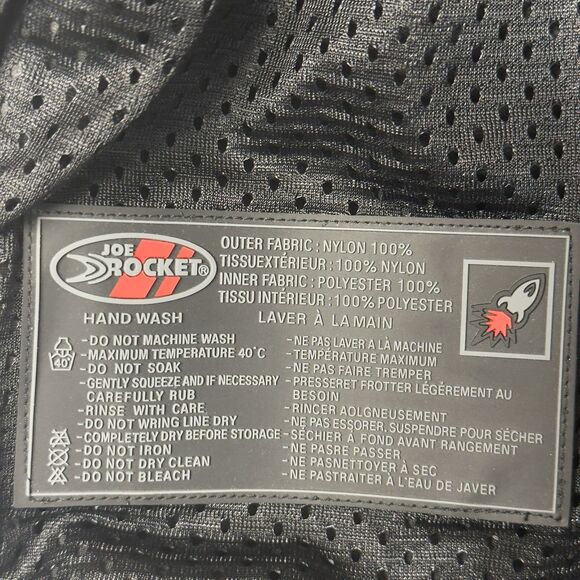 JOE
ROCKET®
OUTER FABRIC : NYLON 100%
TISSUEXTÉRIEUR : 100% NYLON
INNER FABRIC : POLYESTER 100%
TISSU INTÉRIEUR : 100% POLYESTER
HAND WASH
LAVER À LA MAIN
40°
-DO NOT MACHINE WASH
-MAXIMUM TEMPERATURE 40°C
-DO NOT SOAK
-GENTLY SQUEEZE AND IF NECESSARY
CAREFULLY RUB
-RINSE WITH CARE
-DO NOT WRING LINE DRY
-COMPLETELY DRY BEFORE STORAGE
-DO NOT IRON
-DO NOT DRY CLEAN
-DO NOT BLEACH
-NE PAS LAVER A LÀ MACHINE
-TEMPÉRATURE MAXIMUM
-NE PAS FAIRE TREMPER
-PRESSERET FROTTER LÉGÉREMENT AU
BESOIN
-RINCER AOLGNEUSEMENT
-NE PAS ESSORER, SUSPENDRE POUR SÉCHER
-SÉCHIER À FOND AVANT RANGEMENT
-NE PASRE PASSER
-NE PASNETTOYER À SEC
-NE PASTRAITER À L'EAU DE JAVER